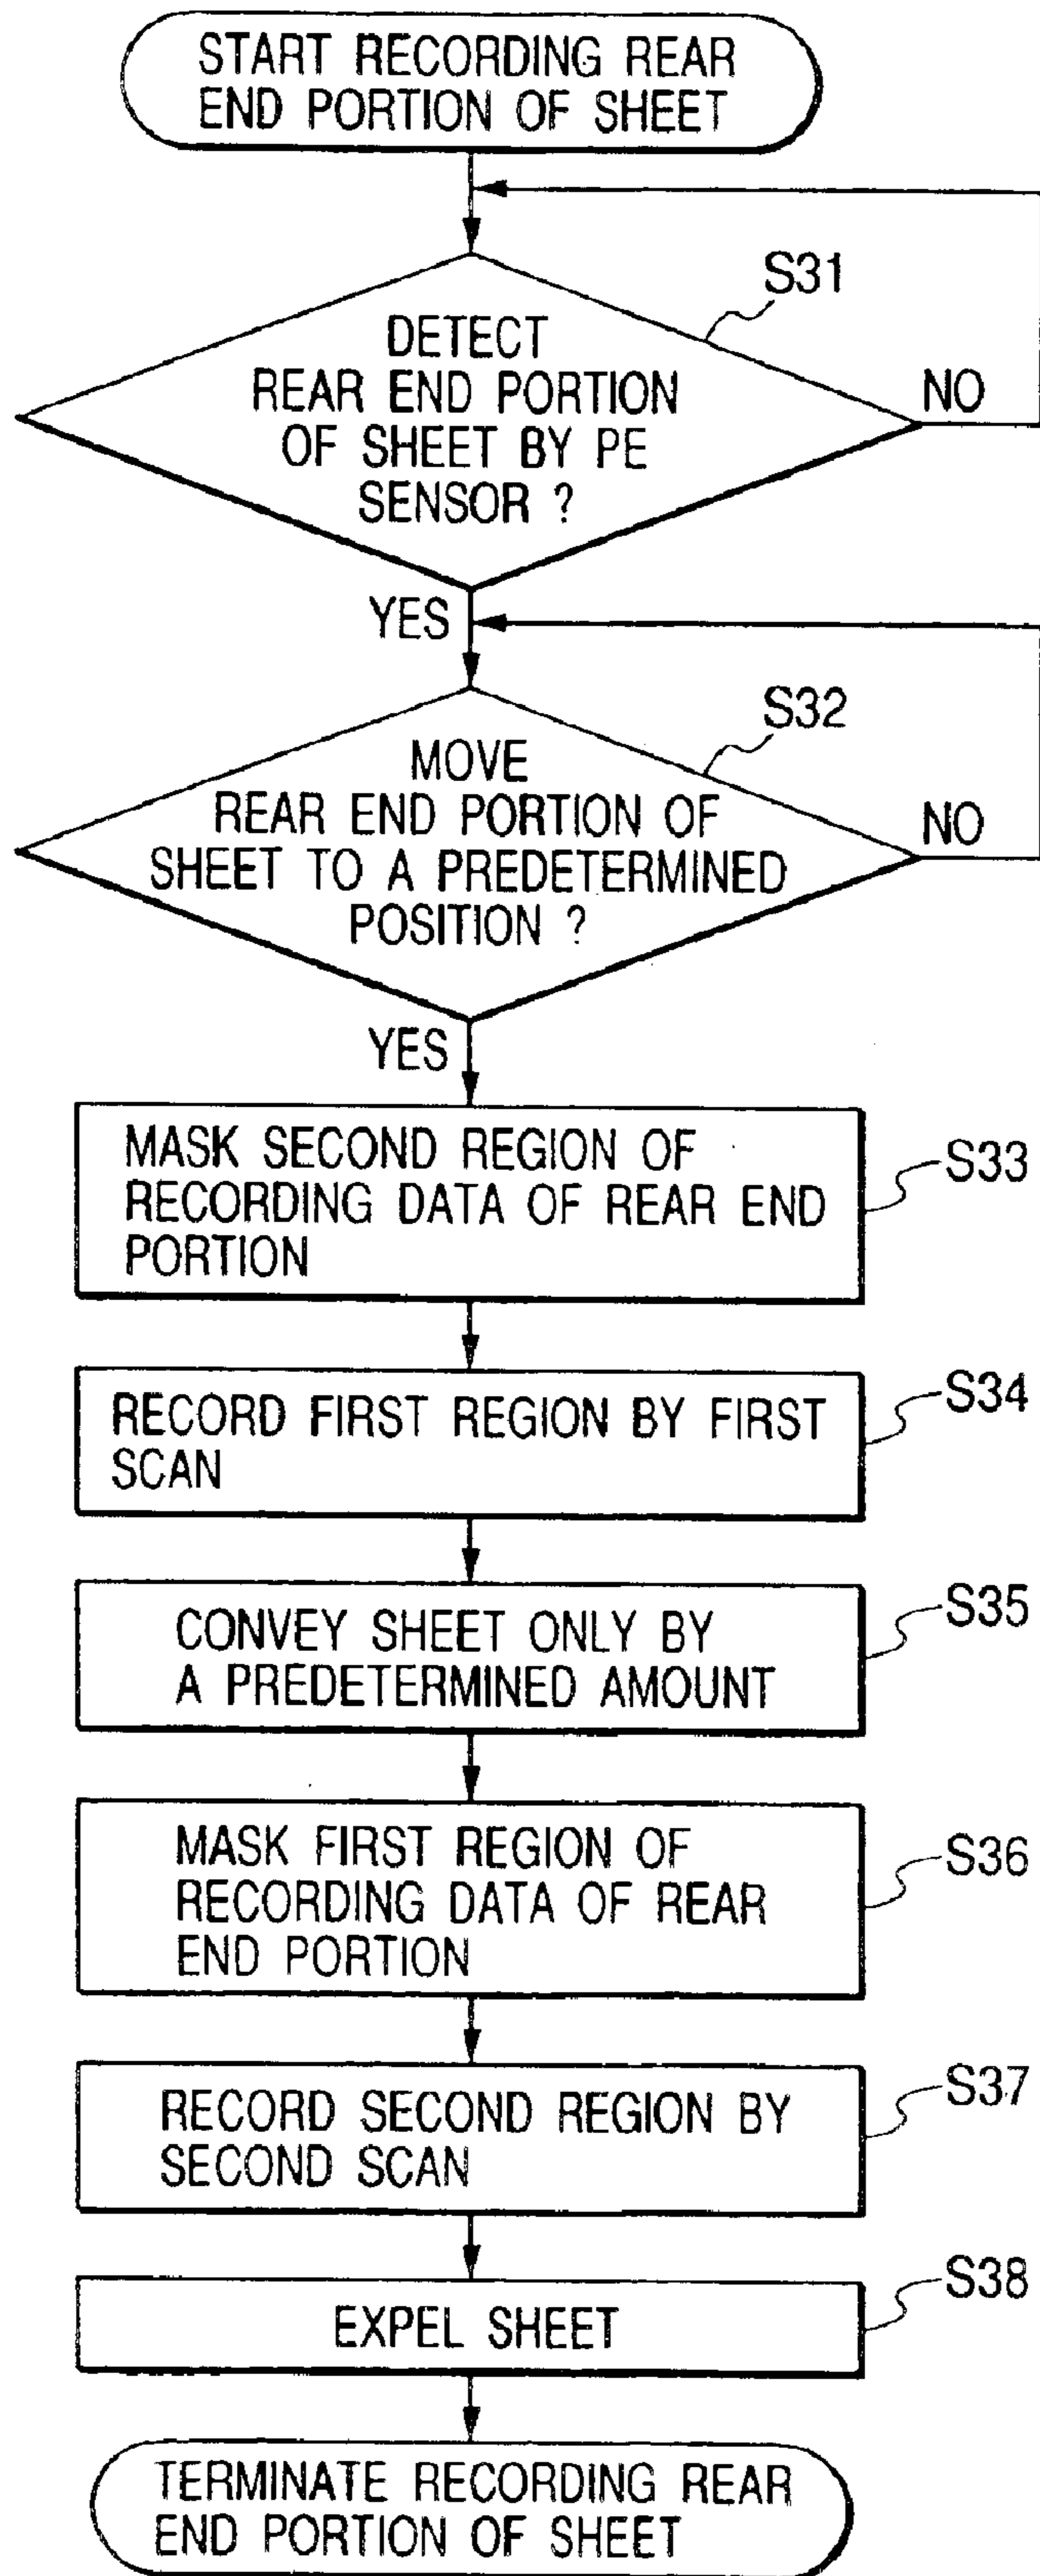 START RECORDING REAR
END PORTION OF SHEET
S31
DETECT
REAR END PORTION
OF SHEET BY PE
SENSOR ?
NO
YES
S32
MOVE
REAR END PORTION OF
SHEET TO A PREDETERMINED
POSITION ?
NO
YES
MASK SECOND REGION OF
RECORDING DATA OF REAR END
PORTION
S33
RECORD FIRST REGION BY FIRST
SCAN
S34
CONVEY SHEET ONLY BY
A PREDETERMINED AMOUNT
S35
MASK FIRST REGION OF
RECORDING DATA OF REAR
END PORTION
S36
RECORD SECOND REGION BY
SECOND SCAN
S37
EXPEL SHEET
S38
TERMINATE RECORDING REAR
END PORTION OF SHEET